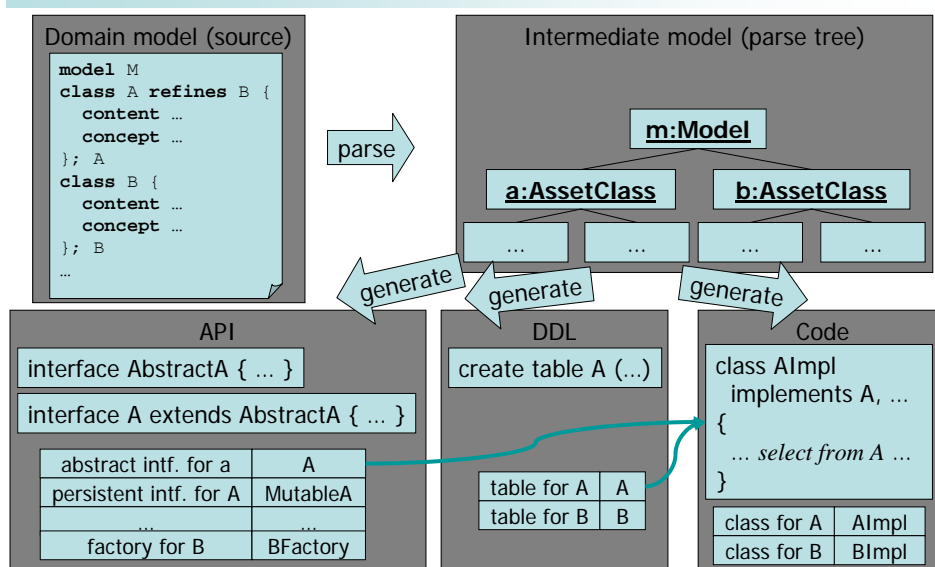 Domain model (source)
model M
class A refines B {
content …
concept …
}; A
class B {
content …
concept …
}; B
…
parse
Intermediate model (parse tree)
m:Model
a:AssetClass
b:AssetClass
…
…
…
…
generate
generate
generate
API
interface AbstractA { … }
interface A extends AbstractA { … }
abstract intf. for a A
persistent intf. for A MutableA
… …
factory for B BFactory
DDL
create table A (…)
table for A A
table for B B
Code
class AImpl
implements A, …
{
… select from A …
}
class for A AImpl
class for B BImpl